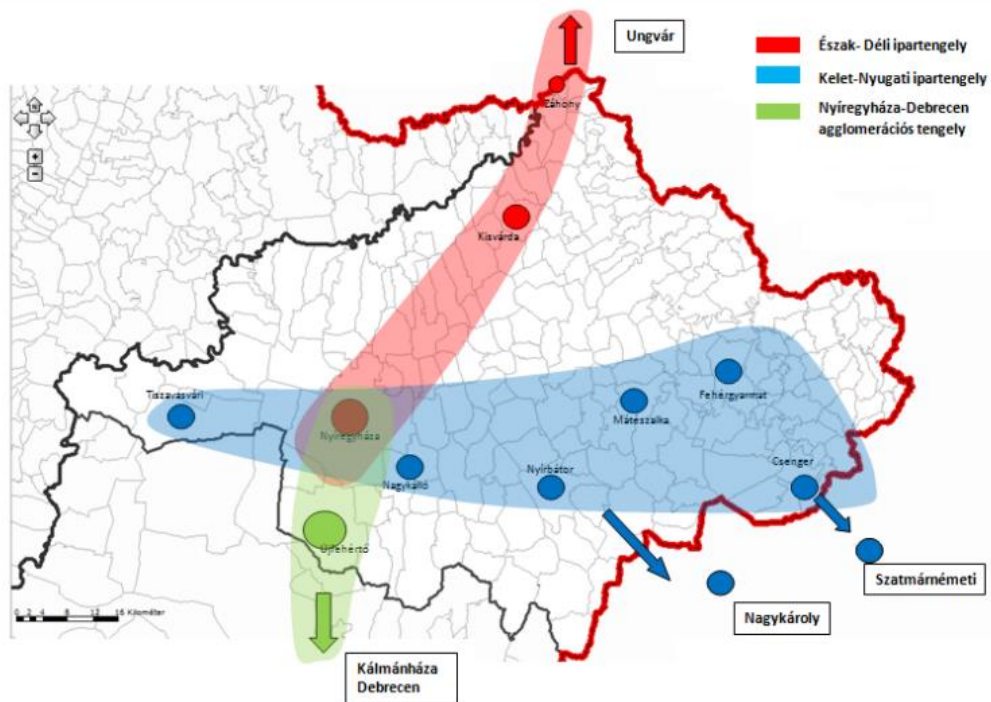 Ungvár
Észak- Déli ipartengely
Kelet-Nyugati ipartengely
Nyíregyháza-Debrecen
agglomerációs tengely
Záhony
Kisvárda
Tiszavasvári
Fehérgyarmat
Mátészalka
Nyíregyháza
Csenger
Nagykálló
Nyírbátor
Újfehértó
Szatmárnémeti
Nagykároly
0 2 4 8 12 16 Kilométer
Kálmánháza
Debrecen